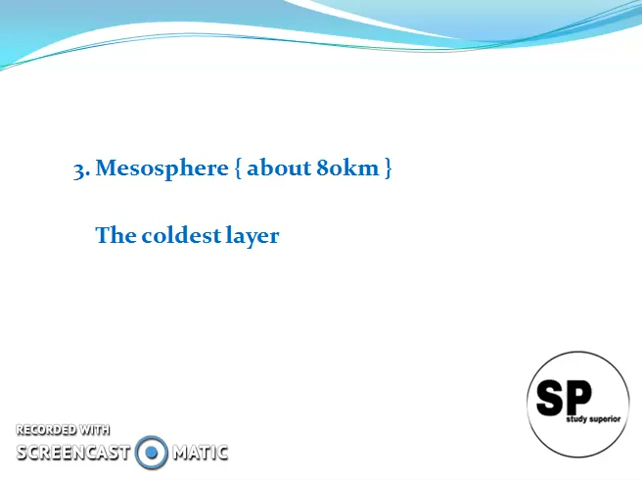 3. Mesosphere { about 80km }
The coldest layer
SP
study superior
RECORDED WITH
SCREENCAST MATIC